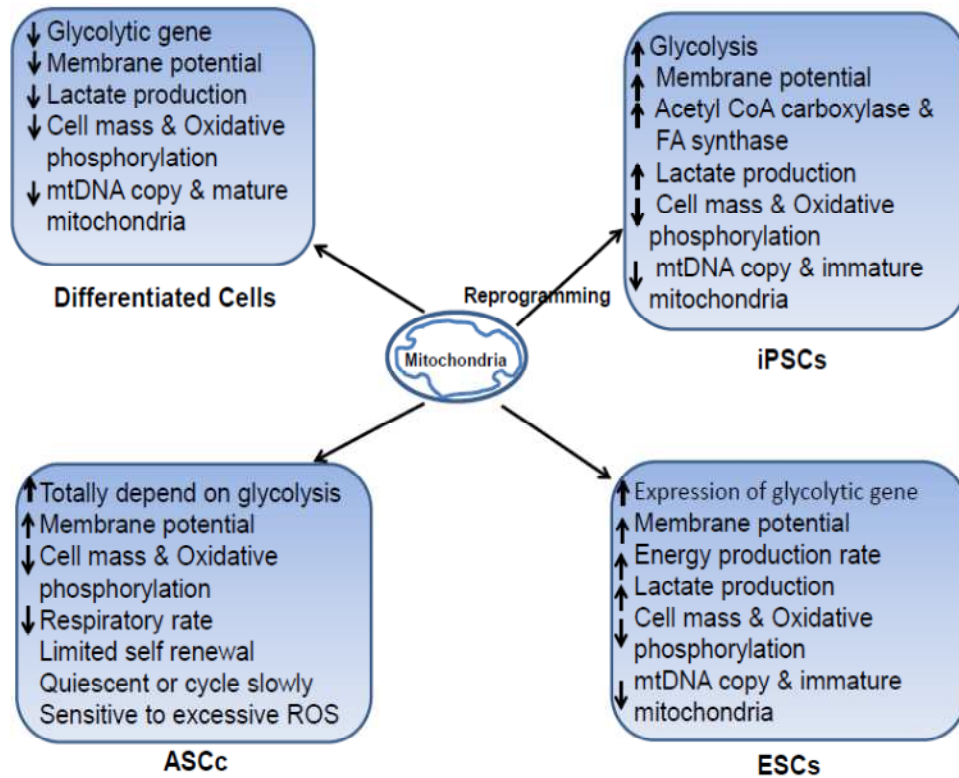 ↓ Glycolytic gene
↓ Membrane potential
↓ Lactate production
↓ Cell mass & Oxidative
phosphorylation
↓ mtDNA copy & mature
mitochondria
Differentiated Cells
↑ Glycolysis
↑ Membrane potential
↑ Acetyl CoA carboxylase &
FA synthase
↑ Lactate production
↓ Cell mass & Oxidative
phosphorylation
↓ mtDNA copy & immature
mitochondria
iPSCs
Reprogramming
Mitochondria
↑ Totally depend on glycolysis
↑ Membrane potential
↓ Cell mass & Oxidative
phosphorylation
↓ Respiratory rate
Limited self renewal
Quiescent or cycle slowly
Sensitive to excessive ROS
ASCc
↑ Expression of glycolytic gene
↑ Membrane potential
↑ Energy production rate
↑ Lactate production
↓ Cell mass & Oxidative
phosphorylation
↓ mtDNA copy & immature
mitochondria
ESCs